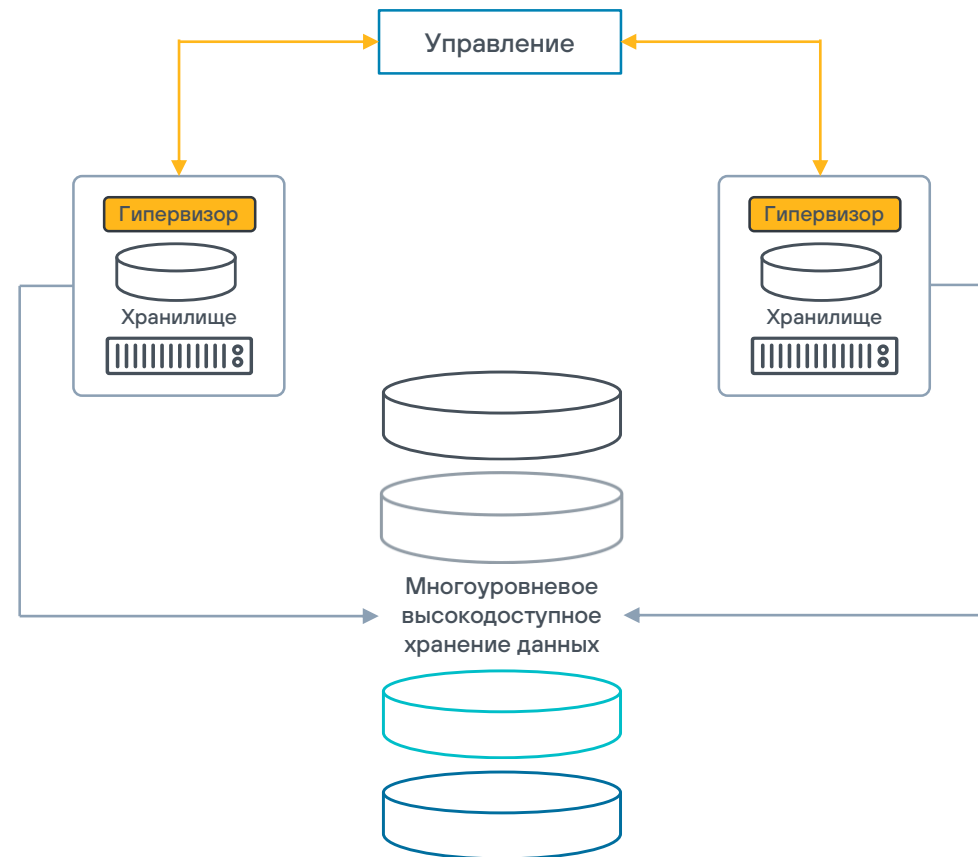 Управление
Гипервизор
Хранилище
Гипервизор
Хранилище
Многоуровневое
высокодоступное
хранение данных